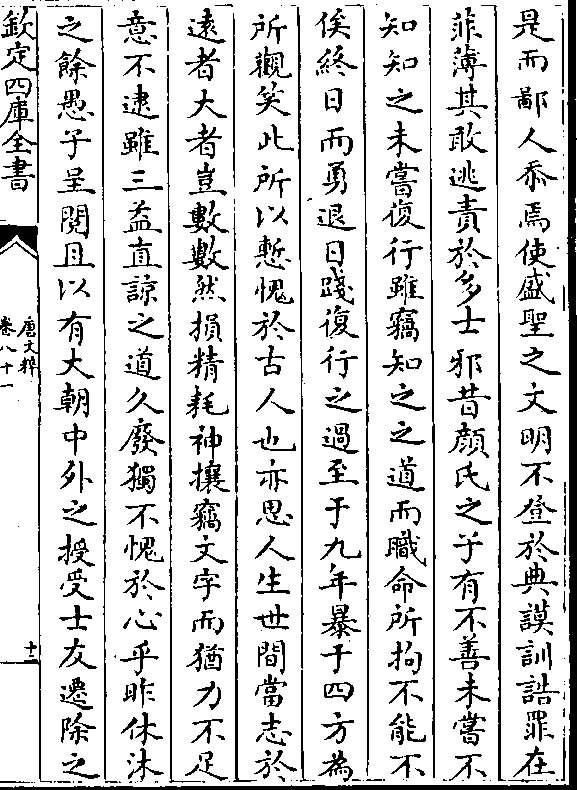 是而鄙人忝焉使盛聖之文明不登於典謨訓誥罪在
菲薄其敢逃責於多士邪昔顔氏之子有不善未嘗不
知知之未嘗復行雖竊知之之道而職命所拘不能不
俟終日而勇退日踐復行之過至于九年暴于四方為
所觀笑此所以慙愧於古人也亦思人生世間當志於
遠者大者豈數數然損精耗神攘竊文字而猶力不足
意不逮雖三益直諒之道久廢獨不愧於心乎昨休沐
之餘愚子呈閱且以有大朝中外之授受士友遷除之
欽定四庫全書
唐文粹
卷八十一
十二